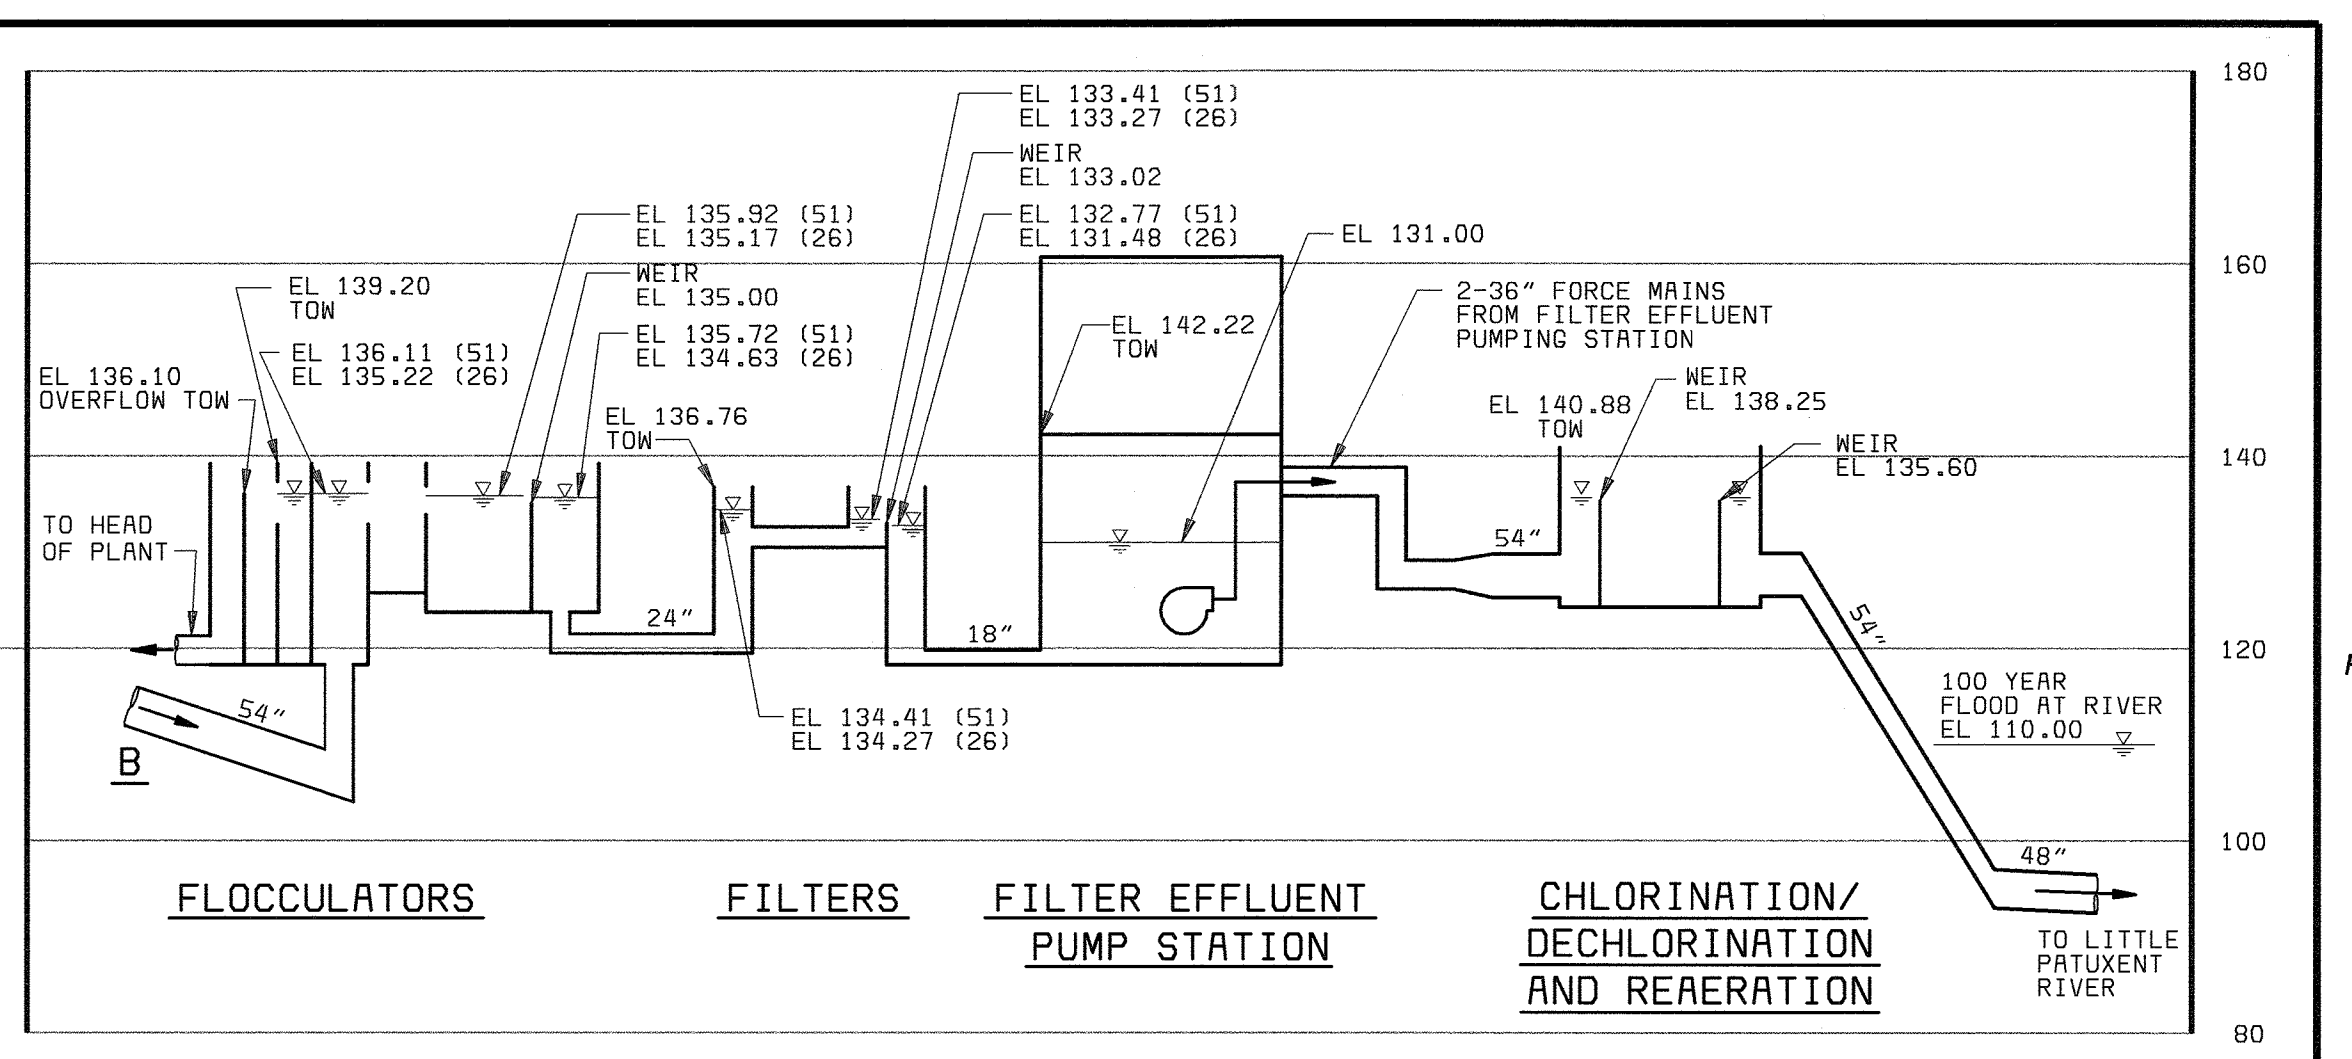 180
EL 133.41 (51)
EL 133.27 (26)
WEIR
EL 133.02
EL 135.92 (51)
EL 135.17 (26)
EL 132.77 (51)
EL 131.48 (26)
EL 131.00
160
WEIR
EL 135.00
EL 139.20
TOW
2-36" FORCE MAINS
FROM FILTER EFFLUENT
PUMPING STATION
EL 142.22
TOW
EL 135.72 (51)
EL 134.63 (26)
EL 136.11 (51)
EL 135.22 (26)
EL 136.10
OVERFLOW TOW
WEIR
EL 138.25
EL 140.88
TOW
EL 136.76
TOW
WEIR
EL 135.60
140
TO HEAD
OF PLANT
54"
24"
18"
54"
120
100 YEAR
FLOOD AT RIVER
EL 110.00
54"
B
EL 134.41 (51)
EL 134.27 (26)
100
48"
FLOCCULATORS
FILTERS
FILTER EFFLUENT
PUMP STATION
CHLORINATION/
DECHLORINATION
AND REAERATION
TO LITTLE
PATUXENT
RIVER
80